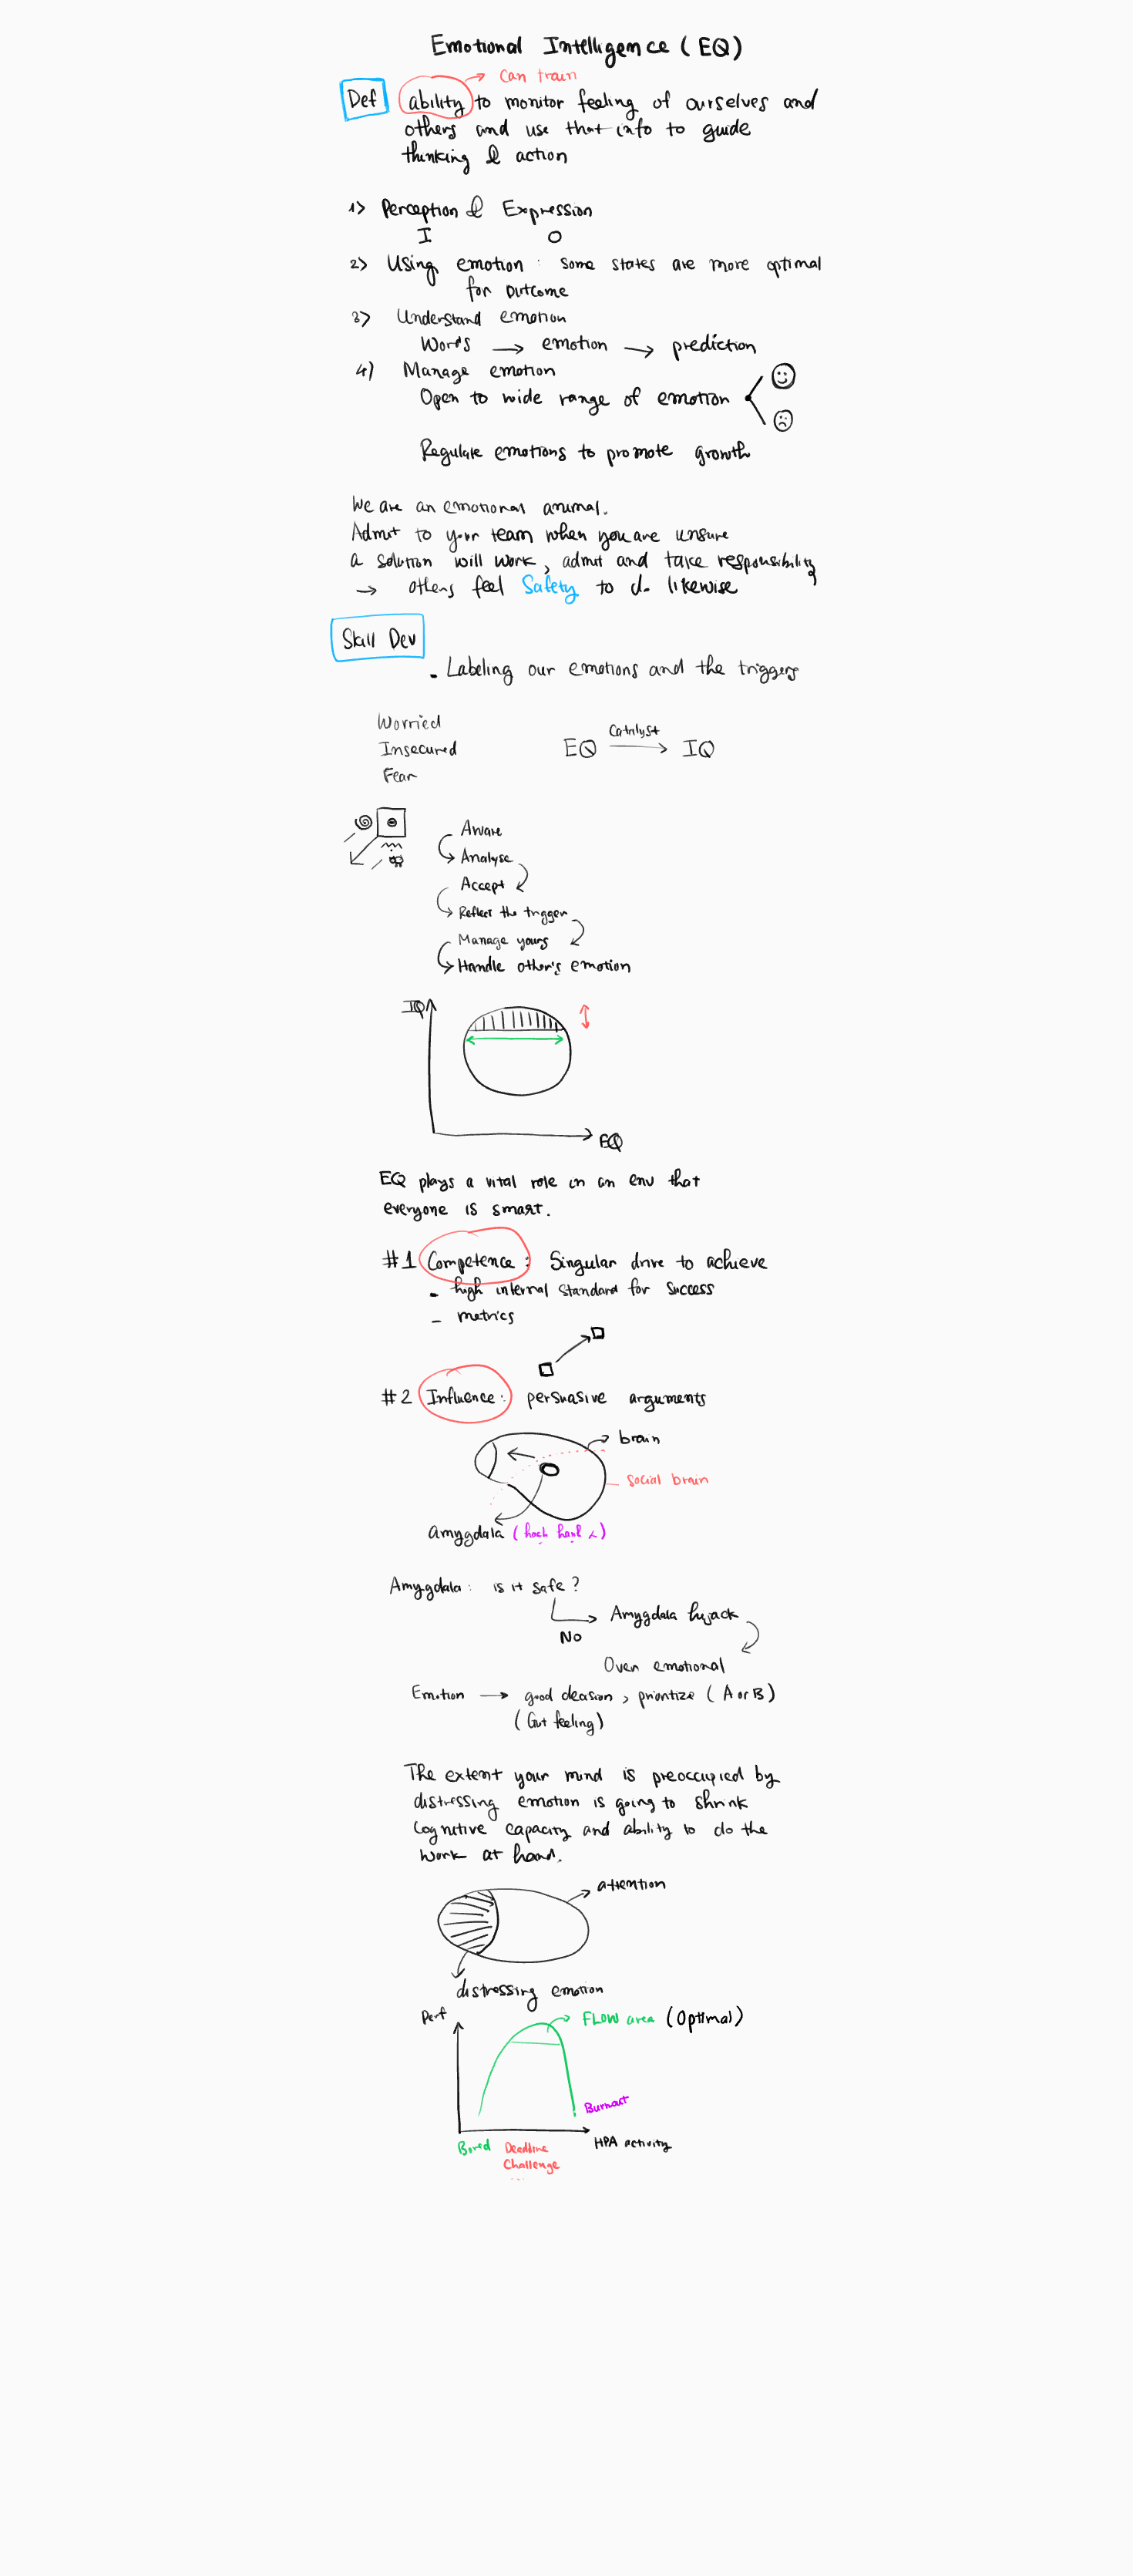 Emotional Intelligence (EQ)
can train
Def ability to monitor feeling of ourselves and
others and use that info to guide
thinking & action
1) Perception & Expression
I O
2) Using emotion : some states are more optimal
for outcome
3) Understand emotion
Words → emotion → prediction
4) Manage emotion
Open to wide range of emotion
Regulate emotions to promote growth
We are an emotional animal.
Admit to your team when you are unsure
a solution will work, admit and take responsibility
→ others feel Safety to do likewise
Skill Dev
- Labeling our emotions and the triggers
Worried
Insecured
Fear
Catalyst
EQ → IQ
Aware
Analyse
Accept
Reflect the trigger
Manage yours
Handle other's emotion
IQ
EQ
EQ plays a vital role in an env that
everyone is smart.
#1 Competence : Singular drive to achieve
- high internal standard for success
- metrics
#2 Influence : persuasive arguments
brain
Social brain
amygdala
Amygdala : is it safe ?
Amygdala hijack
No
Over emotional
Emotion → good decision, prioritize (A or B)
(Gut feeling)
The extent your mind is preoccupied by
distressing emotion is going to shrink
Cognitive capacity and ability to do the
work at hand.
attention
distressing emotion
Perf
FLOW area (Optimal)
Burnout
HPA activity
Bored Deadline
Challenge